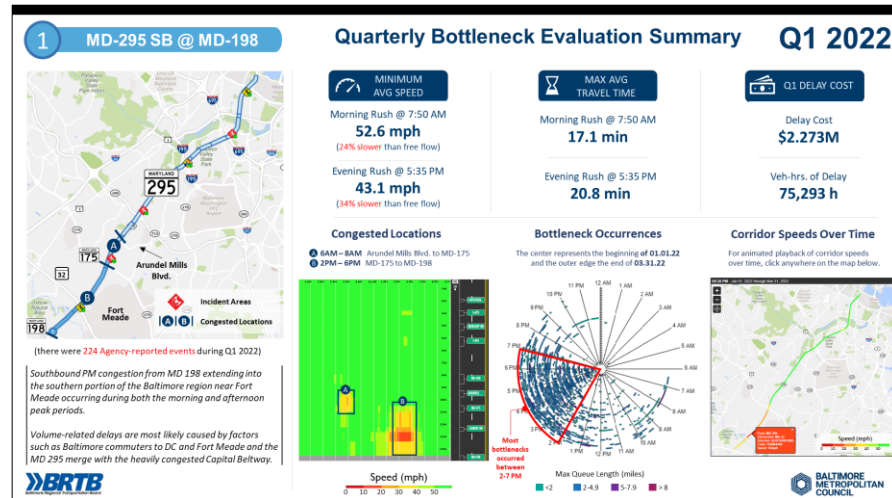 1
MD-295 SB @ MD-198
Quarterly Bottleneck Evaluation Summary
Q1 2022
MINIMUM
AVG SPEED
Morning Rush @ 7:50 AM
52.6 mph
(24% slower than free flow)
Evening Rush @ 5:35 PM
43.1 mph
(34% slower than free flow)
MAX AVG
TRAVEL TIME
Morning Rush @ 7:50 AM
17.1 min
Evening Rush @ 5:35 PM
20.8 min
Q1 DELAY COST
Delay Cost
$2.273M
Veh-hrs. of Delay
75,293 h
MARYLAND
295
175
32
198
A
B
Arundel Mills
Blvd.
Fort
Meade
Incident Areas
A B Congested Locations
(there were 224 Agency-reported events during Q1 2022)
Southbound PM congestion from MD 198 extending into
the southern portion of the Baltimore region near Fort
Meade occurring during both the morning and afternoon
peak periods.
Volume-related delays are most likely caused by factors
such as Baltimore commuters to DC and Fort Meade and the
MD 295 merge with the heavily congested Capital Beltway.
BRTB
Baltimore Regional Transportation Board
Congested Locations
A 6AM – 8AM Arundel Mills Blvd. to MD-175
B 2PM – 6PM MD-175 to MD-198
A
B
Speed (mph)
0 10 20 30 40 50
Bottleneck Occurrences
The center represents the beginning of 01.01.22
and the outer edge the end of 03.31.22
12 AM
1 AM
2 AM
3 AM
4 AM
5 AM
6 AM
7 AM
8 AM
9 AM
10 AM
11 AM
12 PM
1 PM
2 PM
3 PM
5 PM
6 PM
7 PM
8 PM
9 PM
10 PM
11 PM
Most
bottlenecks
occurred
between
2-7 PM
Max Queue Length (miles)
<2 2-4.9 5-7.9 > 8
Corridor Speeds Over Time
For animated playback of corridor speeds
over time, click anywhere on the map below.
Speed (mph)
0 10 20 30 40 50
BALTIMORE
METROPOLITAN
COUNCIL